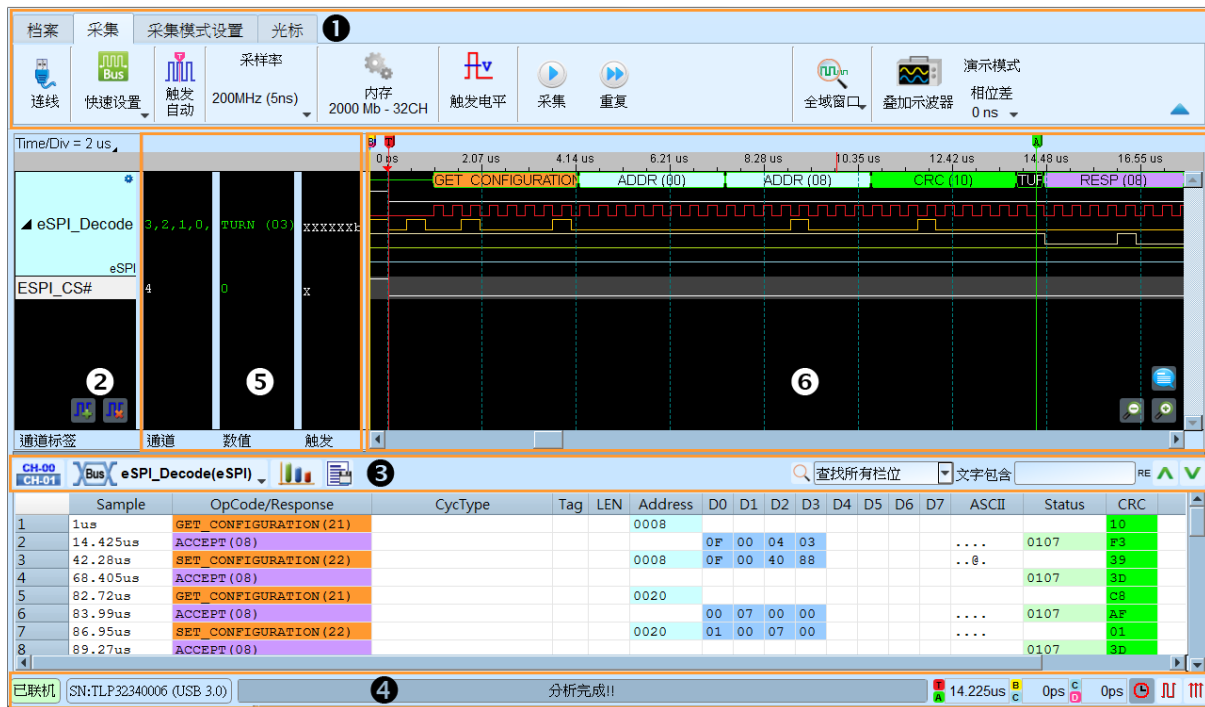 档案 采集 采集模式设置 光标 ❶
连线 Bus 快速设置 触发 自动 采样率 200MHz (5ns) 内存 2000 Mb - 32CH V 触发电平 采集 重复 全域窗口 叠加示波器 演示模式 相位差 0 ns
Time/Div = 2 us B T A
0 ps 2.07 us 4.14 us 6.21 us 8.28 us 10.35 us 12.42 us 14.48 us 16.55 us
GET_CONFIGURATION ADDR (00) ADDR (08) CRC (10) TUR RESP (08)
eSPI_Decode 3,2,1,0, TURN (03) XXXXXXb
eSPI
ESPI_CS# 4 0 X
❷ ❺ ❻
通道标签 通道 数值 触发
CH-00 CH-01 Bus eSPI_Decode(eSPI) ❸ 查找所有栏位 文字包含 RE
Sample OpCode/Response CycType Tag LEN Address D0 D1 D2 D3 D4 D5 D6 D7 ASCII Status CRC
1 1us GET_CONFIGURATION(21) 0008 10
2 14.425us ACCEPT(08) 0F 00 04 03 .... 0107 F3
3 42.28us SET_CONFIGURATION(22) 0008 0F 00 40 88 ..@. 39
4 68.405us ACCEPT(08) 0107 3D
5 82.72us GET_CONFIGURATION(21) 0020 C8
6 83.99us ACCEPT(08) 00 07 00 00 .... 0107 AF
7 86.95us SET_CONFIGURATION(22) 0020 01 00 07 00 .... 01
8 89.27us ACCEPT(08) 0107 3D
已联机 SN:TLP32340006 (USB 3.0) ❹ 分析完成!! T A 14.225us B C 0ps C D 0ps